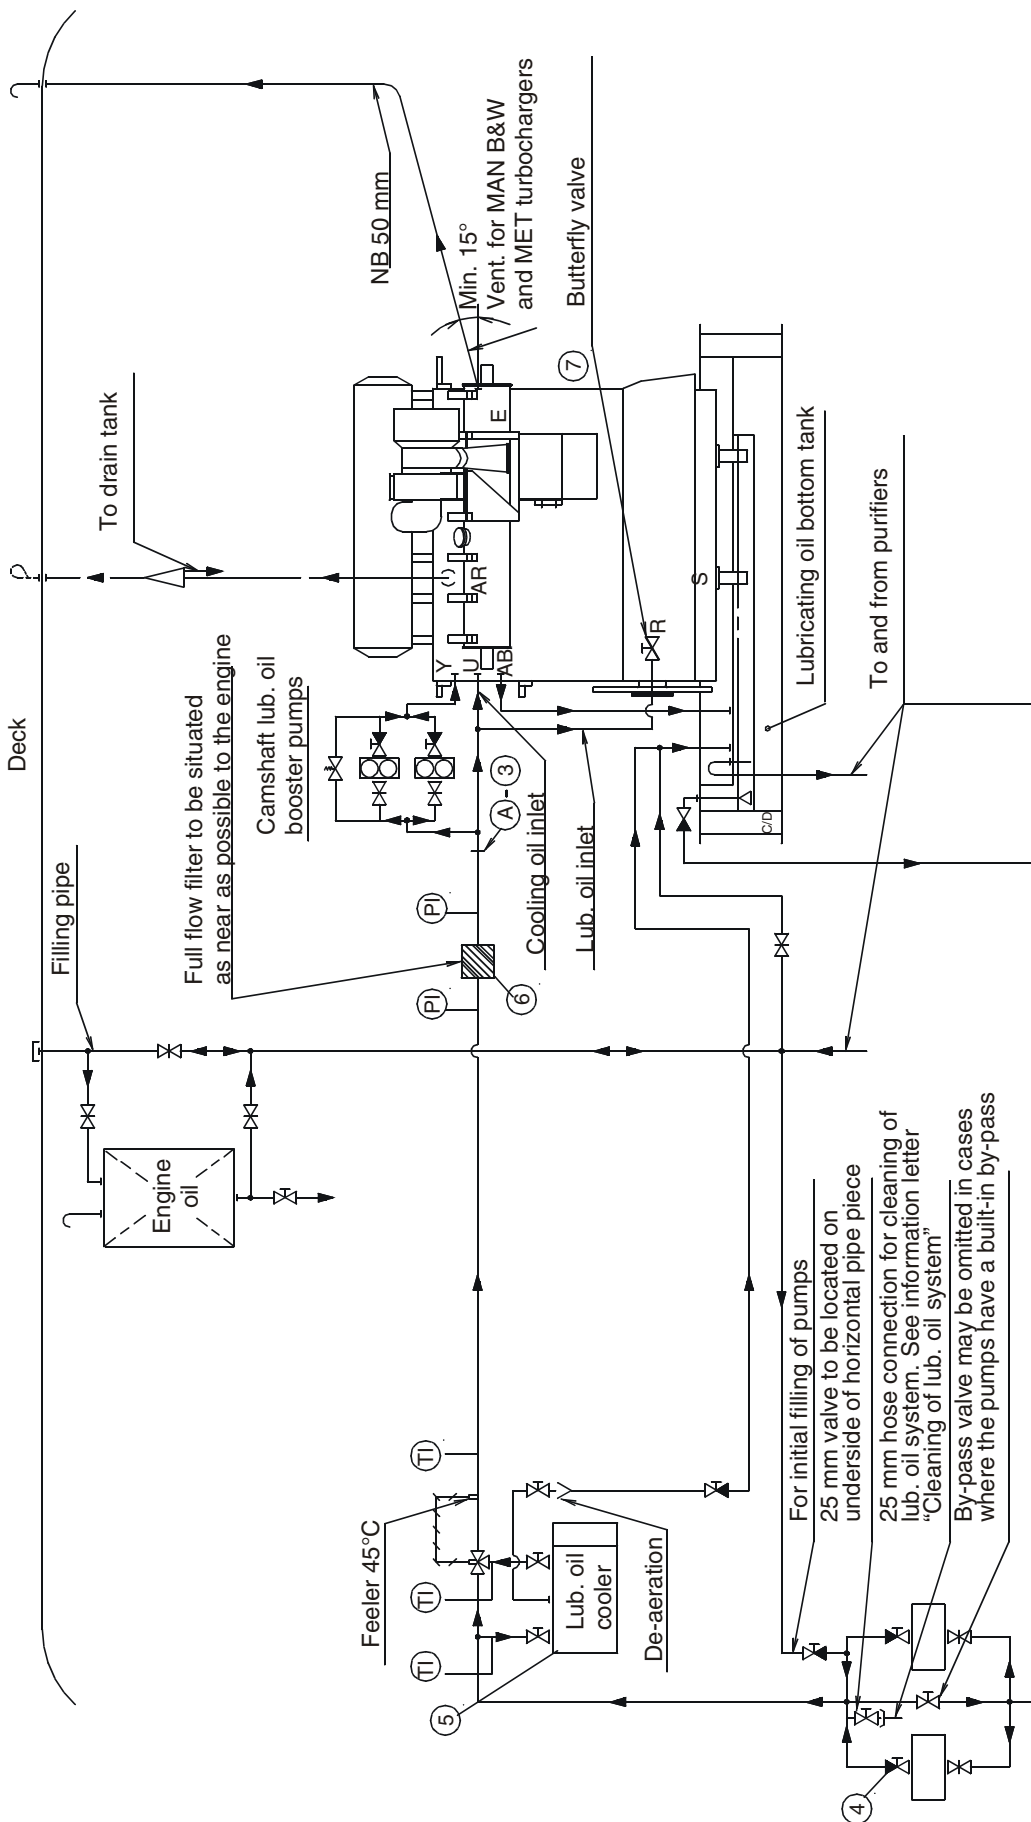 Deck
Filling pipe
Full flow filter to be situated
as near as possible to the engine
Camshaft lub. oil
booster pumps
To drain tank
NB 50 mm
Min. 15°
Vent. for MAN B&W
and MET turbochargers
Butterfly valve
7
Engine
oil
PI
PI
6
A - 3
Cooling oil inlet
Lub. oil inlet
Y
U
AB
AR
E
R
S
C/D
Lubricating oil bottom tank
To and from purifiers
Feeler 45°C
TI
TI
TI
5
Lub. oil
cooler
De-aeration
For initial filling of pumps
25 mm valve to be located on
underside of horizontal pipe piece
25 mm hose connection for cleaning of
lub. oil system. See information letter
“Cleaning of lub. oil system”
By-pass valve may be omitted in cases
where the pumps have a built-in by-pass
4